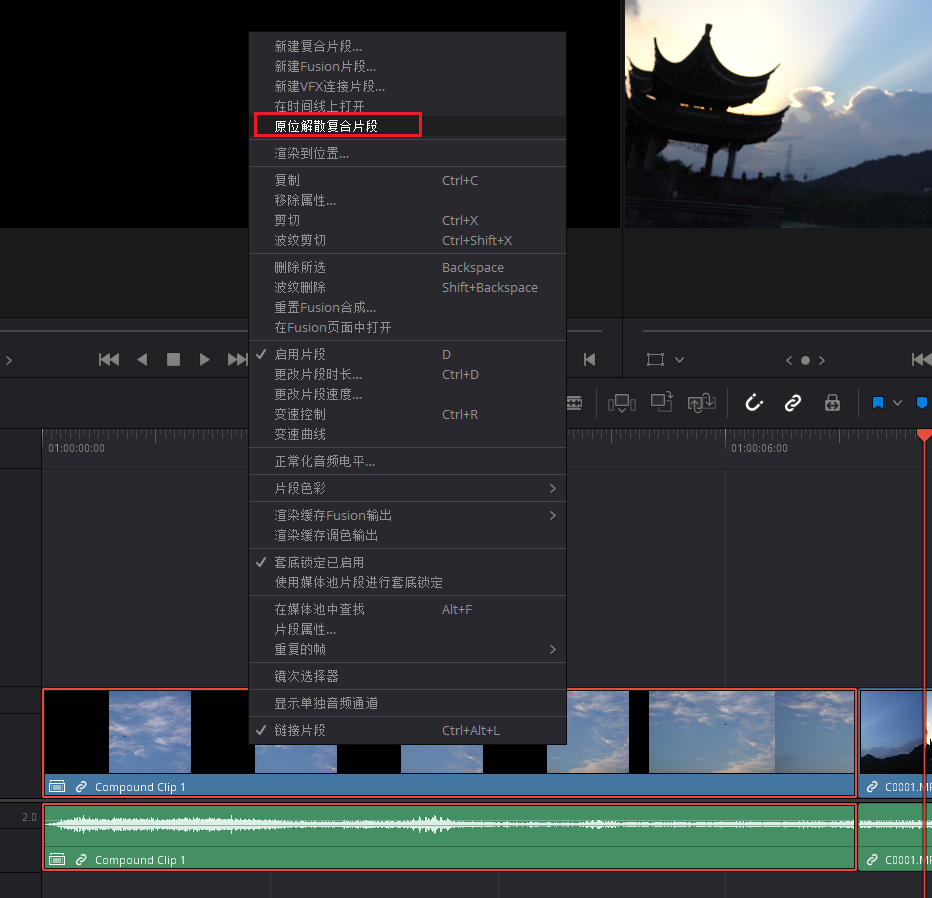 新建复合片段...
新建Fusion片段...
新建VFX连接片段...
在时间线上打开
原位解散复合片段
渲染到位置...
复制 Ctrl+C
移除属性...
剪切 Ctrl+X
波纹剪切 Ctrl+Shift+X
删除所选 Backspace
波纹删除 Shift+Backspace
重置Fusion合成...
在Fusion页面中打开
启用片段 D
更改片段时长... Ctrl+D
更改片段速度...
变速控制 Ctrl+R
变速曲线
正常化音频电平...
片段色彩
渲染缓存Fusion输出
渲染缓存调色输出
套底锁定已启用
使用媒体池片段进行套底锁定
在媒体池中查找 Alt+F
片段属性...
重复的帧
镜次选择器
显示单独音频通道
链接片段 Ctrl+Alt+L
01:00:00:00
01:00:06:00
Compound Clip 1
C0001.M
2.0
Compound Clip 1
C0001.M